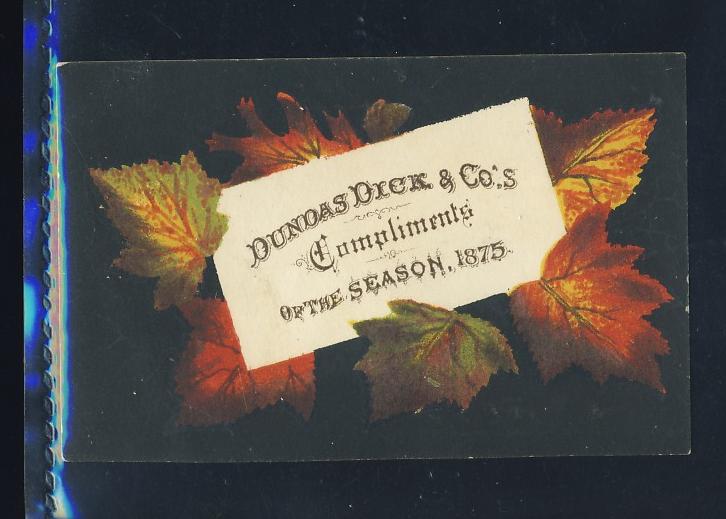 DUNDAS DICK & CO'S
Compliments
OF THE SEASON, 1875